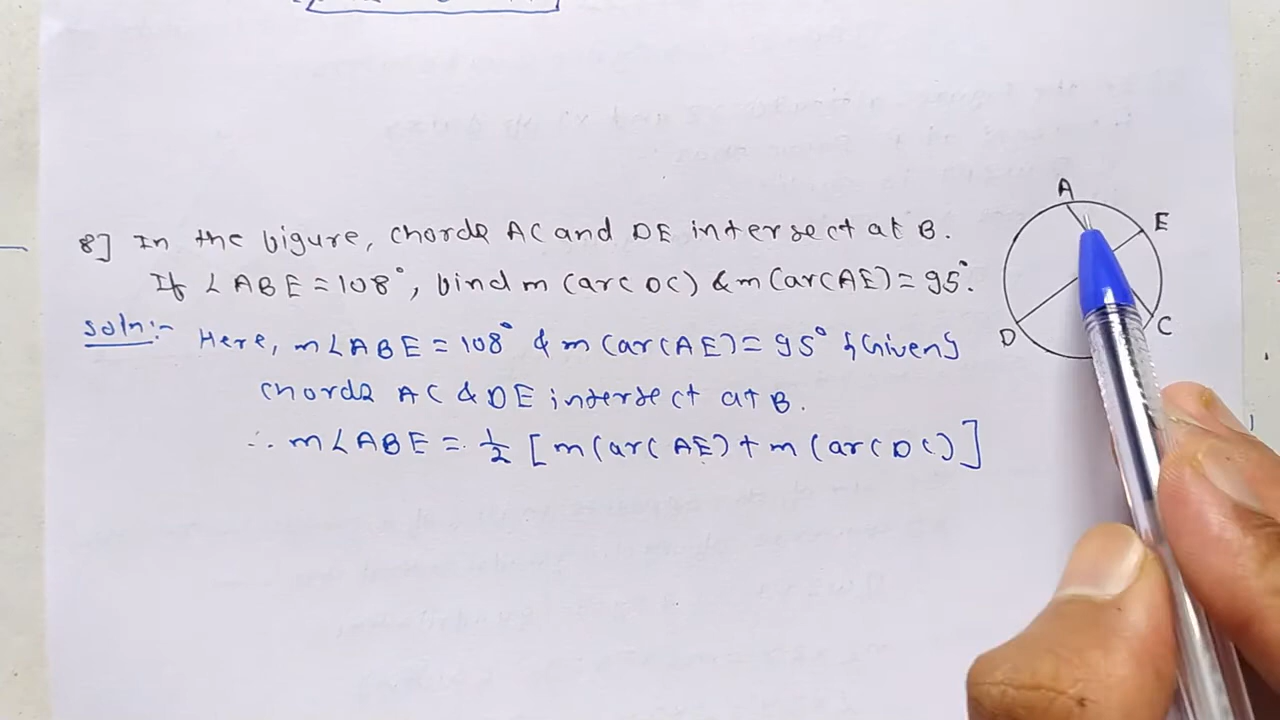 8] In the figure, chords AC and DE intersect at B.
If ∠ABE = 108°, find m (arc DC) & m(arc AE) = 95°.
Soln:- Here, m∠ABE = 108° & m (arc AE) = 95° {Given}
chords AC & DE intersect at B.
∴ m∠ABE = 1/2 [m(arc AE) + m (arc DC)]
A
E
D
C